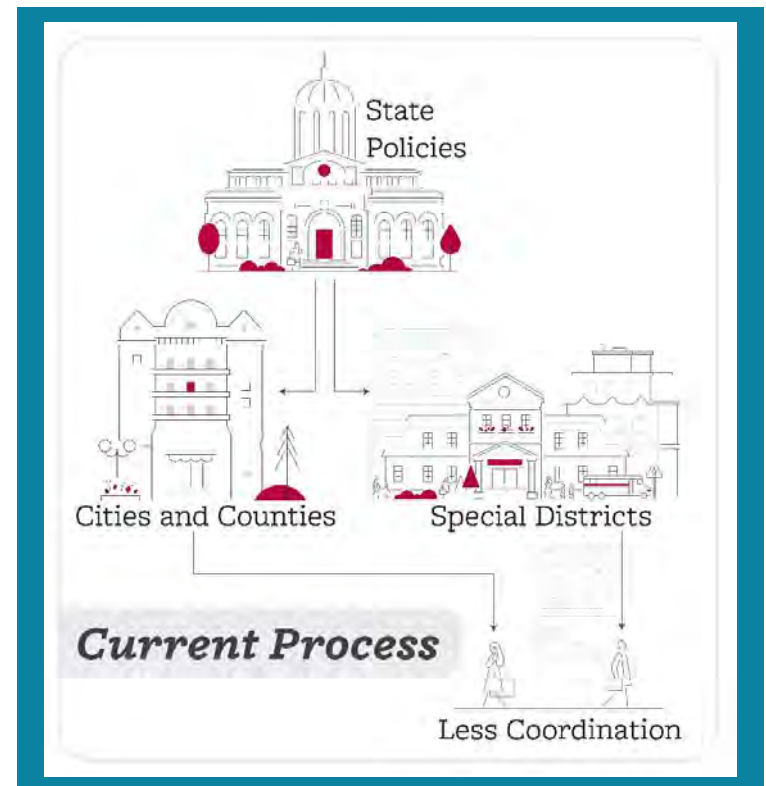 State
Policies
Cities and Counties
Special Districts
Current Process
Less Coordination